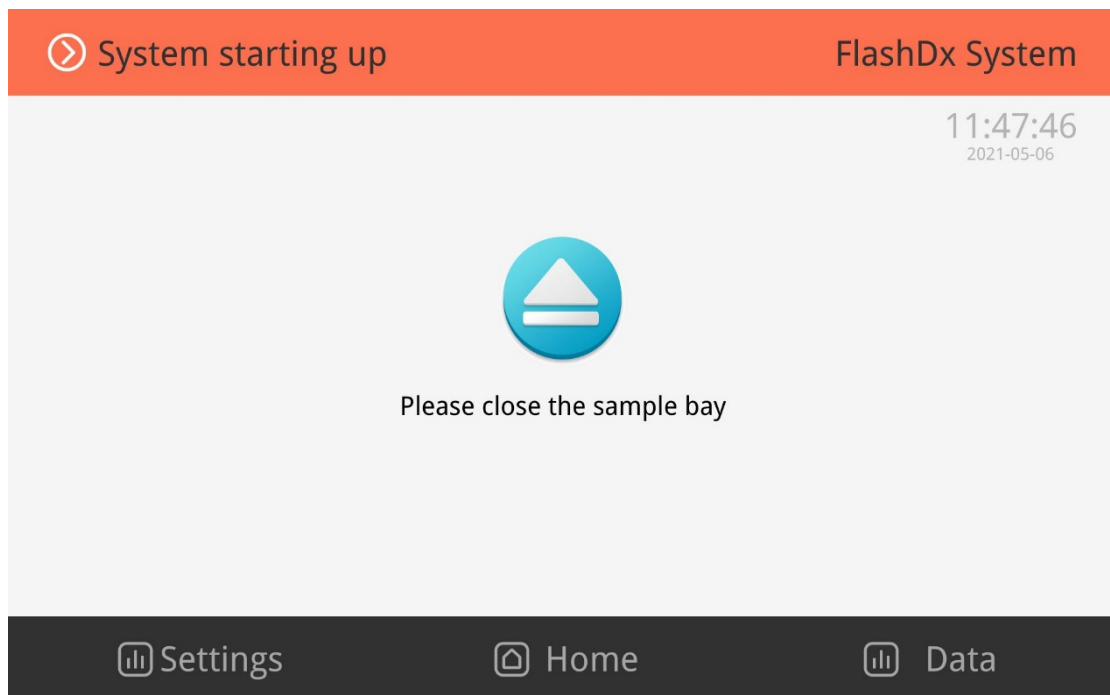 System starting up
FlashDx System
11:47:46
2021-05-06
Please close the sample bay
Settings
Home
Data